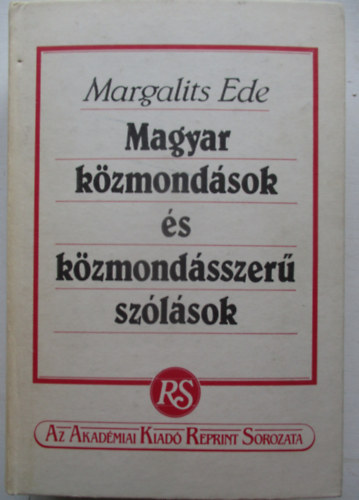 Margalits Ede
Magyar
közmondások
és
közmondásszerű
szólások
RS
AZ AKADÉMIAI KIADÓ REPRINT SOROZATA